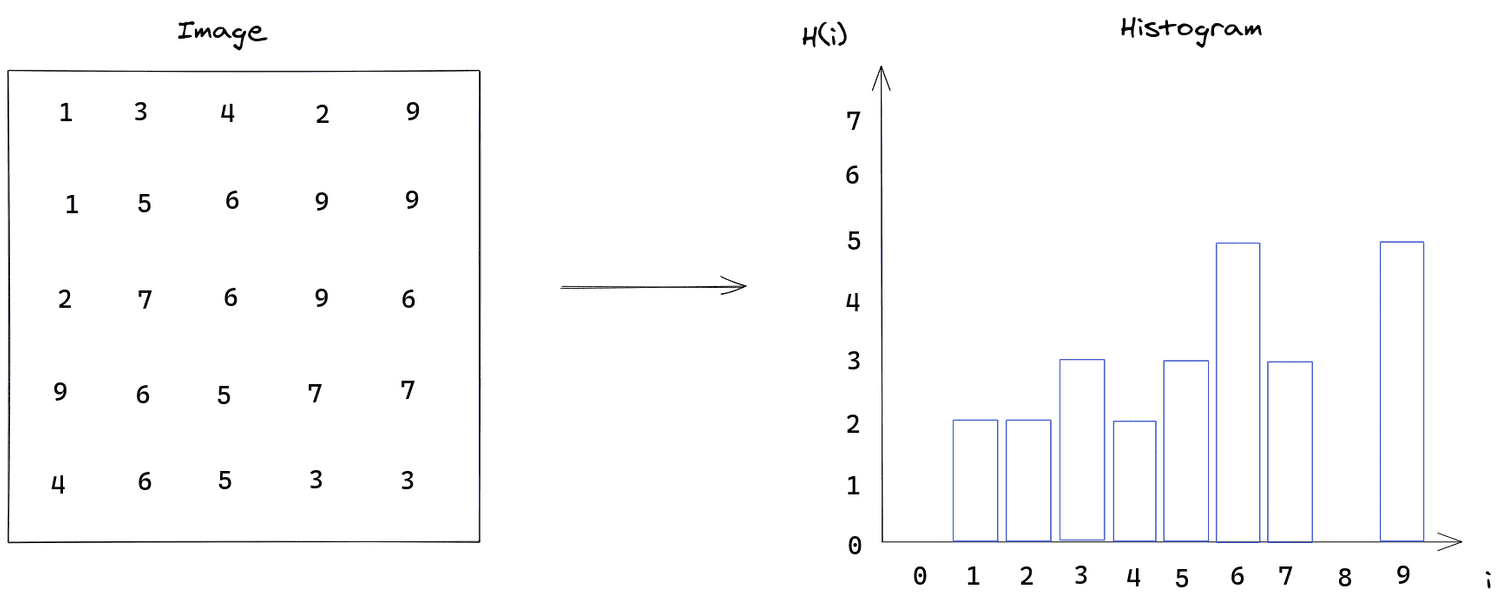 Image
1 3 4 2 9
1 5 6 9 9
2 7 6 9 6
9 6 5 7 7
4 6 5 3 3
Histogram
H(i)
7
6
5
4
3
2
1
0
0 1 2 3 4 5 6 7 8 9 i